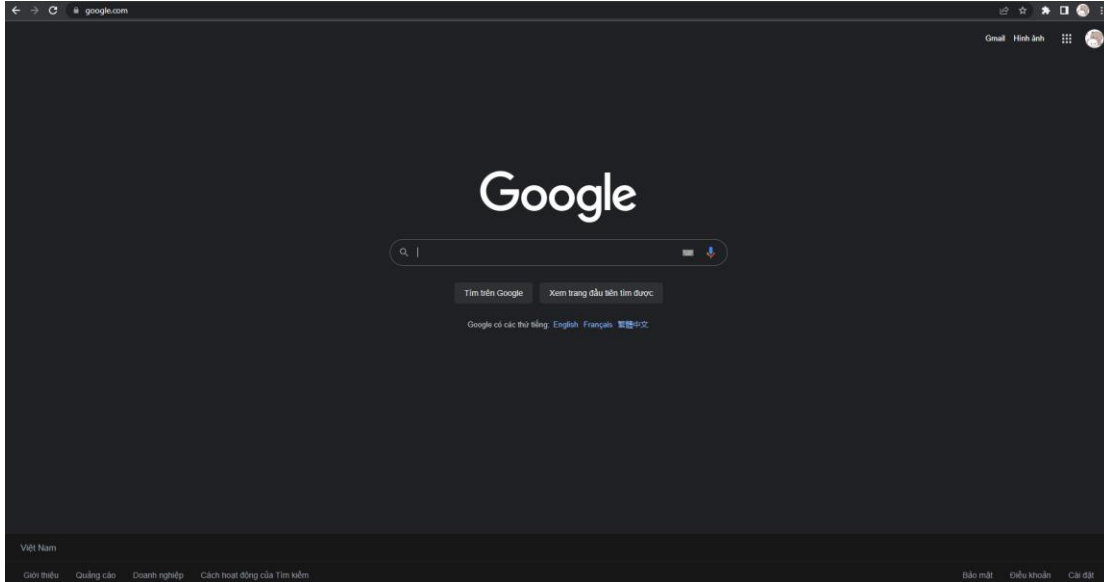 google.com
Gmail Hình ảnh
Google
Tìm trên Google Xem trang đầu tiên tìm được
Google có các thứ tiếng: English Français 繁體中文
Việt Nam
Giới thiệu Quảng cáo Doanh nghiệp Cách hoạt động của Tìm kiếm Bảo mật Điều khoản Cài đặt